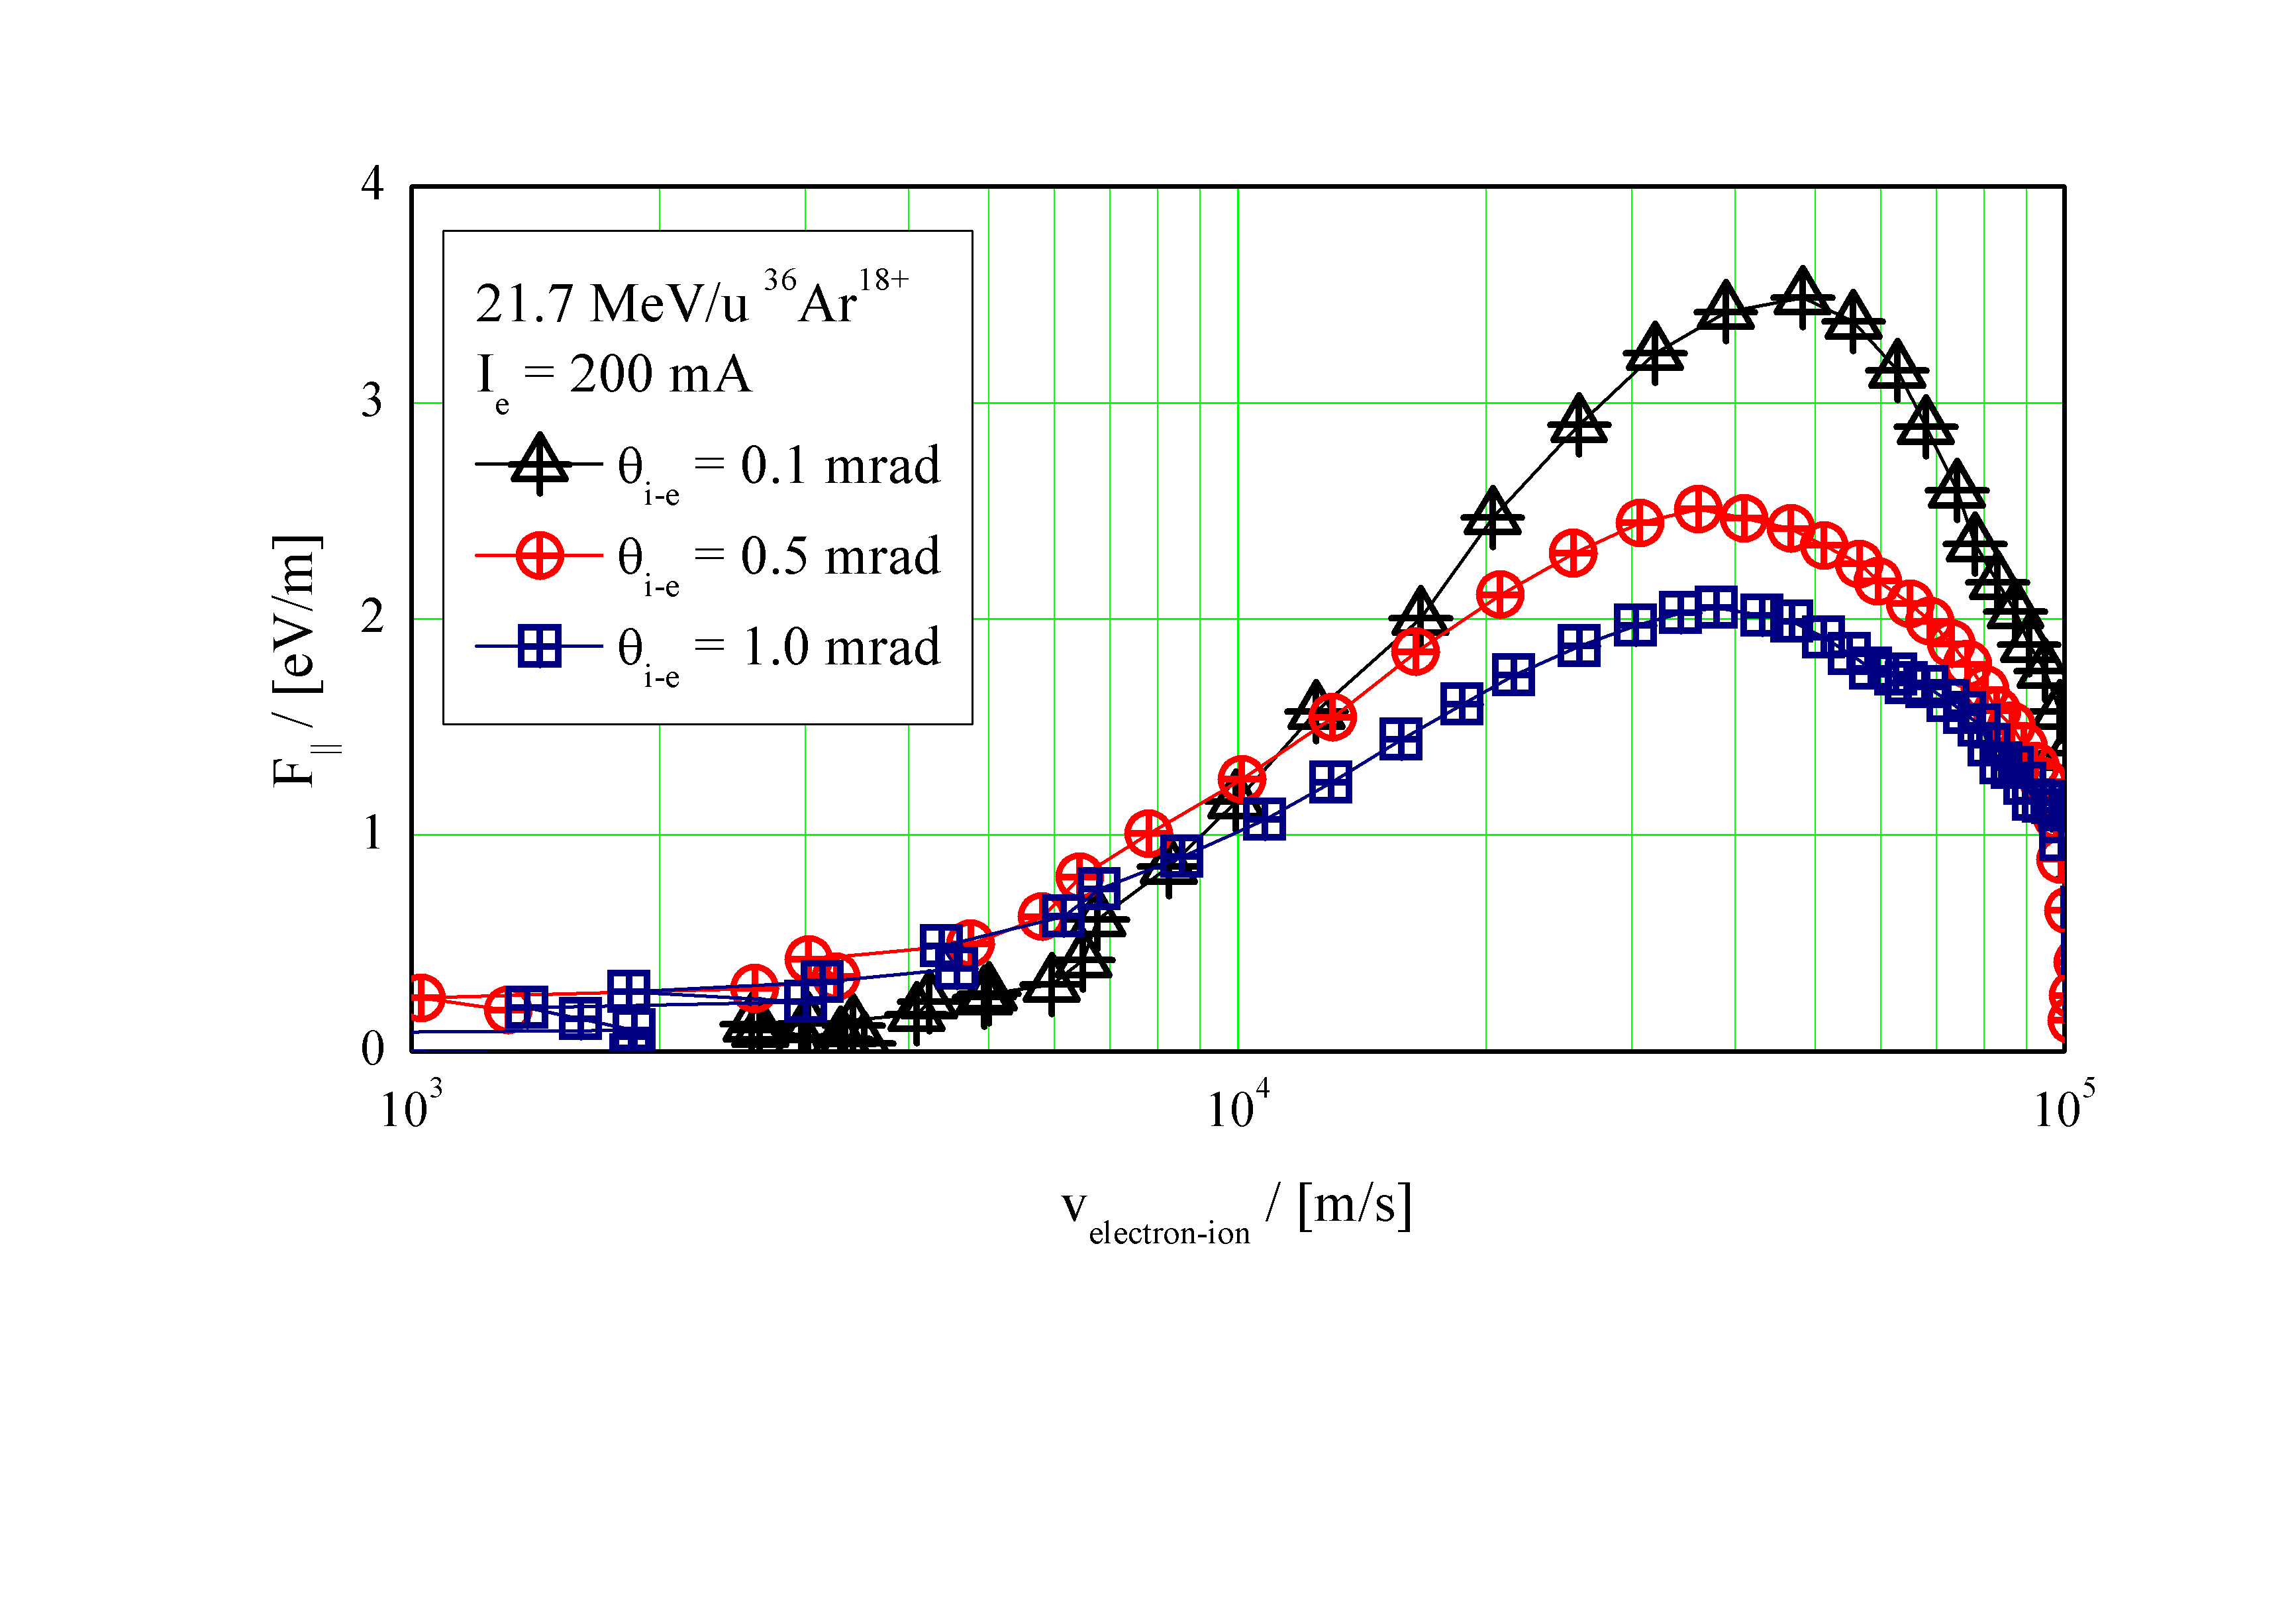 4
3
2
1
0
F∥ / [eV/m]
21.7 MeV/u ³⁶Ar¹⁸⁺
Iₑ = 200 mA
θi-e = 0.1 mrad
θi-e = 0.5 mrad
θi-e = 1.0 mrad
10³ 10⁴ 10⁵
velectron-ion / [m/s]